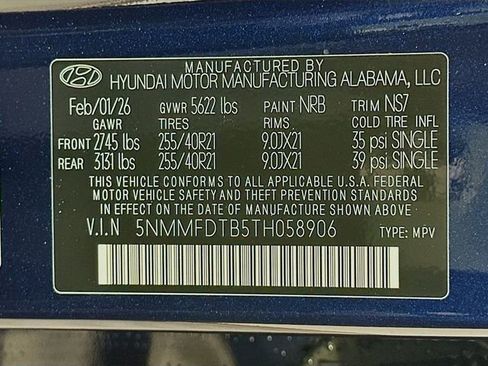 MANUFACTURED BY
HYUNDAI MOTOR MANUFACTURING ALABAMA, LLC
Feb/01/26 GVWR 5622 lbs PAINT NRB TRIM NS7
GAWR TIRES RIMS COLD TIRE INFL
FRONT 2745 lbs 255/40R21 9.0JX21 35 psi SINGLE
REAR 3131 lbs 255/40R21 9.0JX21 39 psi SINGLE
THIS VEHICLE CONFORMS TO ALL APPLICABLE U.S.A. FEDERAL
MOTOR VEHICLE SAFETY AND THEFT PREVENTION STANDARDS
IN EFFECT ON THE DATE OF MANUFACTURE SHOWN ABOVE.
V.I.N 5NMMFDTB5TH058906 TYPE: MPV